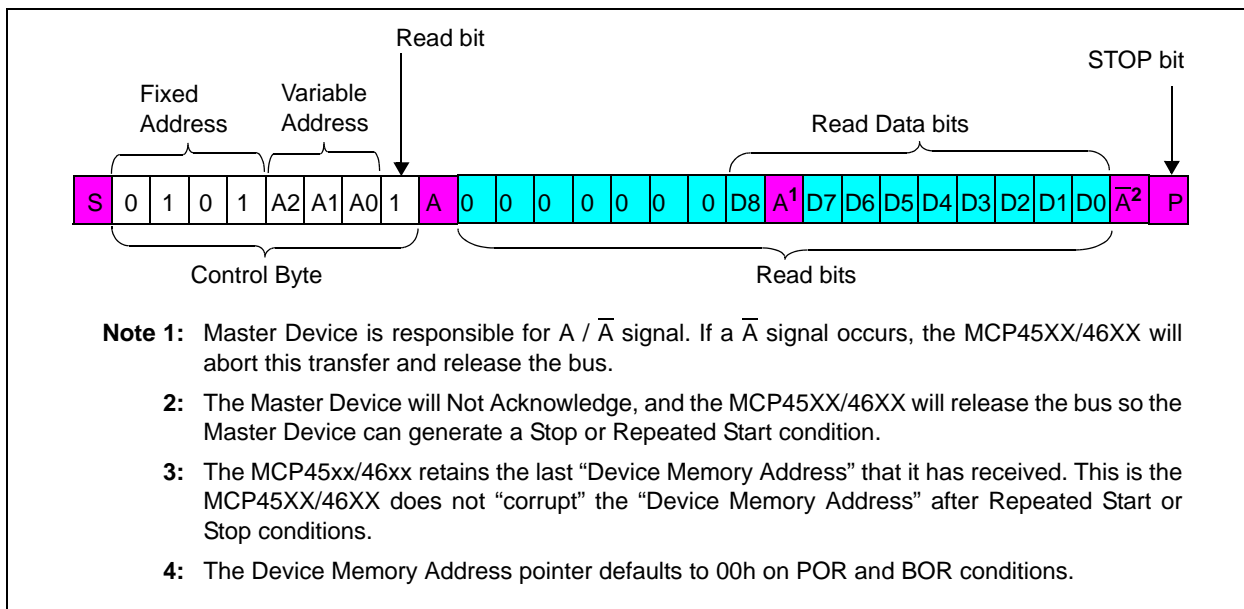 Read bit
STOP bit
Fixed Address
Variable Address
Read Data bits
S 0 1 0 1 A2 A1 A0 1 A 0 0 0 0 0 0 0 D8 A¹ D7 D6 D5 D4 D3 D2 D1 D0 A̅² P
Control Byte
Read bits
Note 1: Master Device is responsible for A / A̅ signal. If a A̅ signal occurs, the MCP45XX/46XX will
abort this transfer and release the bus.
2: The Master Device will Not Acknowledge, and the MCP45XX/46XX will release the bus so the
Master Device can generate a Stop or Repeated Start condition.
3: The MCP45xx/46xx retains the last “Device Memory Address” that it has received. This is the
MCP45XX/46XX does not “corrupt” the “Device Memory Address” after Repeated Start or
Stop conditions.
4: The Device Memory Address pointer defaults to 00h on POR and BOR conditions.